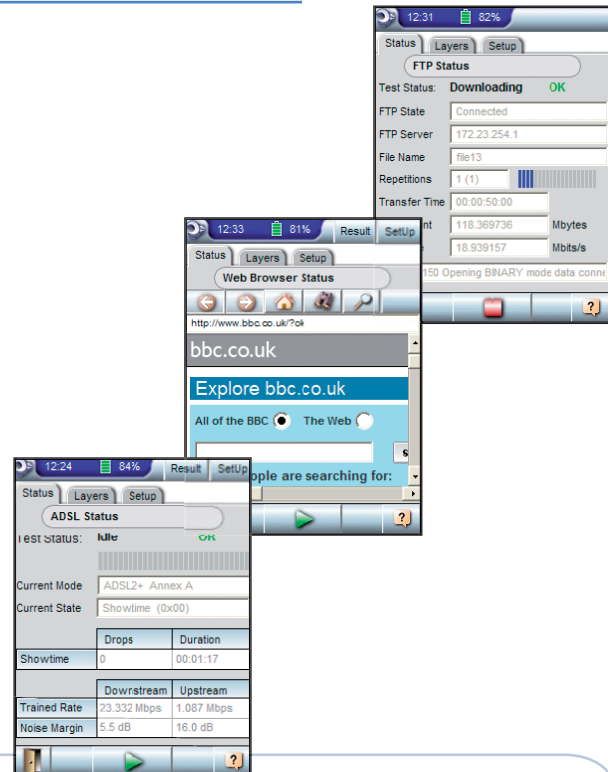 12:31 82%
Status Layers Setup
FTP Status
Test Status: Downloading OK
FTP State Connected
FTP Server 172.23.254.1
File Name file13
Repetitions 1 (1)
Transfer Time 00:00:50:00
118.369736 Mbytes
18.939157 Mbits/s
150 Opening BINARY mode data conne
?
12:33 81% Result SetUp
Status Layers Setup
Web Browser Status
http://www.bbc.co.uk/?ok
bbc.co.uk
Explore bbc.co.uk
All of the BBC The Web
ople are searching for:
?
12:24 84% Result SetUp
Status Layers Setup
ADSL Status
Test Status: Idle OK
Current Mode ADSL2+ Annex A
Current State Showtime (0x00)
Drops Duration
Showtime 0 00:01:17
Downstream Upstream
Trained Rate 23.332 Mbps 1.087 Mbps
Noise Margin 5.5 dB 16.0 dB
?